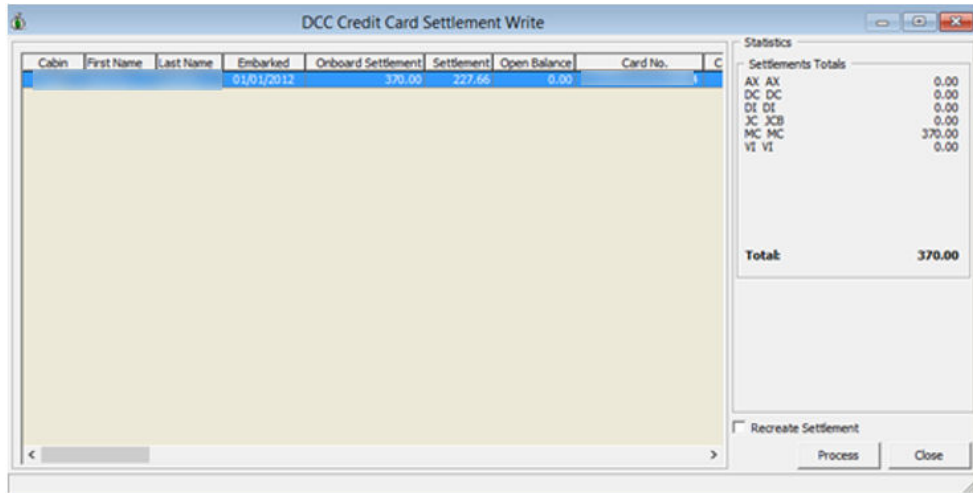 DCC Credit Card Settlement Write
Cabin First Name Last Name Embarked Onboard Settlement Settlement Open Balance Card No. C
01/01/2012 370.00 227.66 0.00
Statistics
Settlements Totals
AX AX 0.00
DC DC 0.00
DI DI 0.00
JC JCB 0.00
MC MC 370.00
VI VI 0.00
Total: 370.00
Recreate Settlement
Process Close